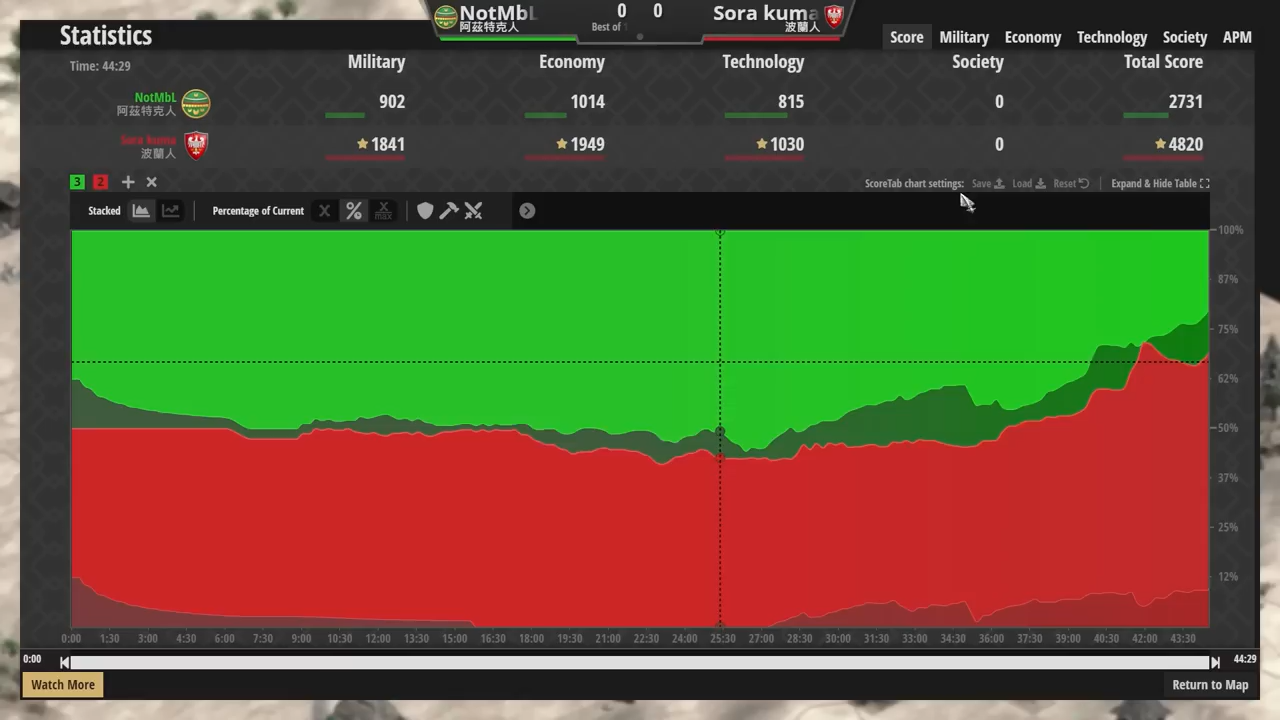 NotMbL 0 0 Sora kuma
阿茲特克人 Best of 波蘭人
Statistics
Score Military Economy Technology Society APM
Time: 44:29 Military Economy Technology Society Total Score
NotMbL 902 1014 815 0 2731
阿茲特克人
Sora kuma 1841 1949 1030 0 4820
波蘭人
3 2 ScoreTab chart settings: Save Load Reset Expand & Hide Table
Stacked Percentage of Current X % X max
100%
87%
75%
62%
50%
37%
25%
12%
0:00 1:30 3:00 4:30 6:00 7:30 9:00 10:30 12:00 13:30 15:00 16:30 18:00 19:30 21:00 22:30 24:00 25:30 27:00 28:30 30:00 31:30 33:00 34:30 36:00 37:30 39:00 40:30 42:00 43:30
0:00 44:29
Watch More Return to Map